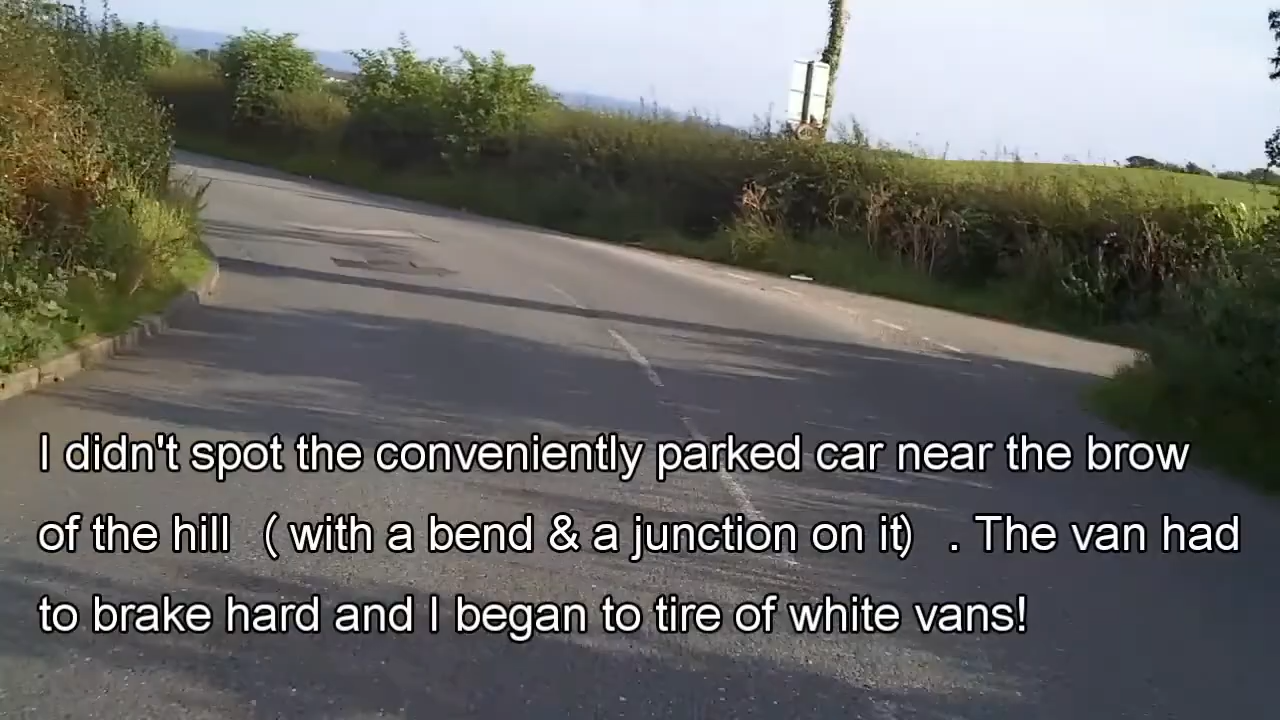 I didn't spot the conveniently parked car near the brow
of the hill ( with a bend & a junction on it) . The van had
to brake hard and I began to tire of white vans!